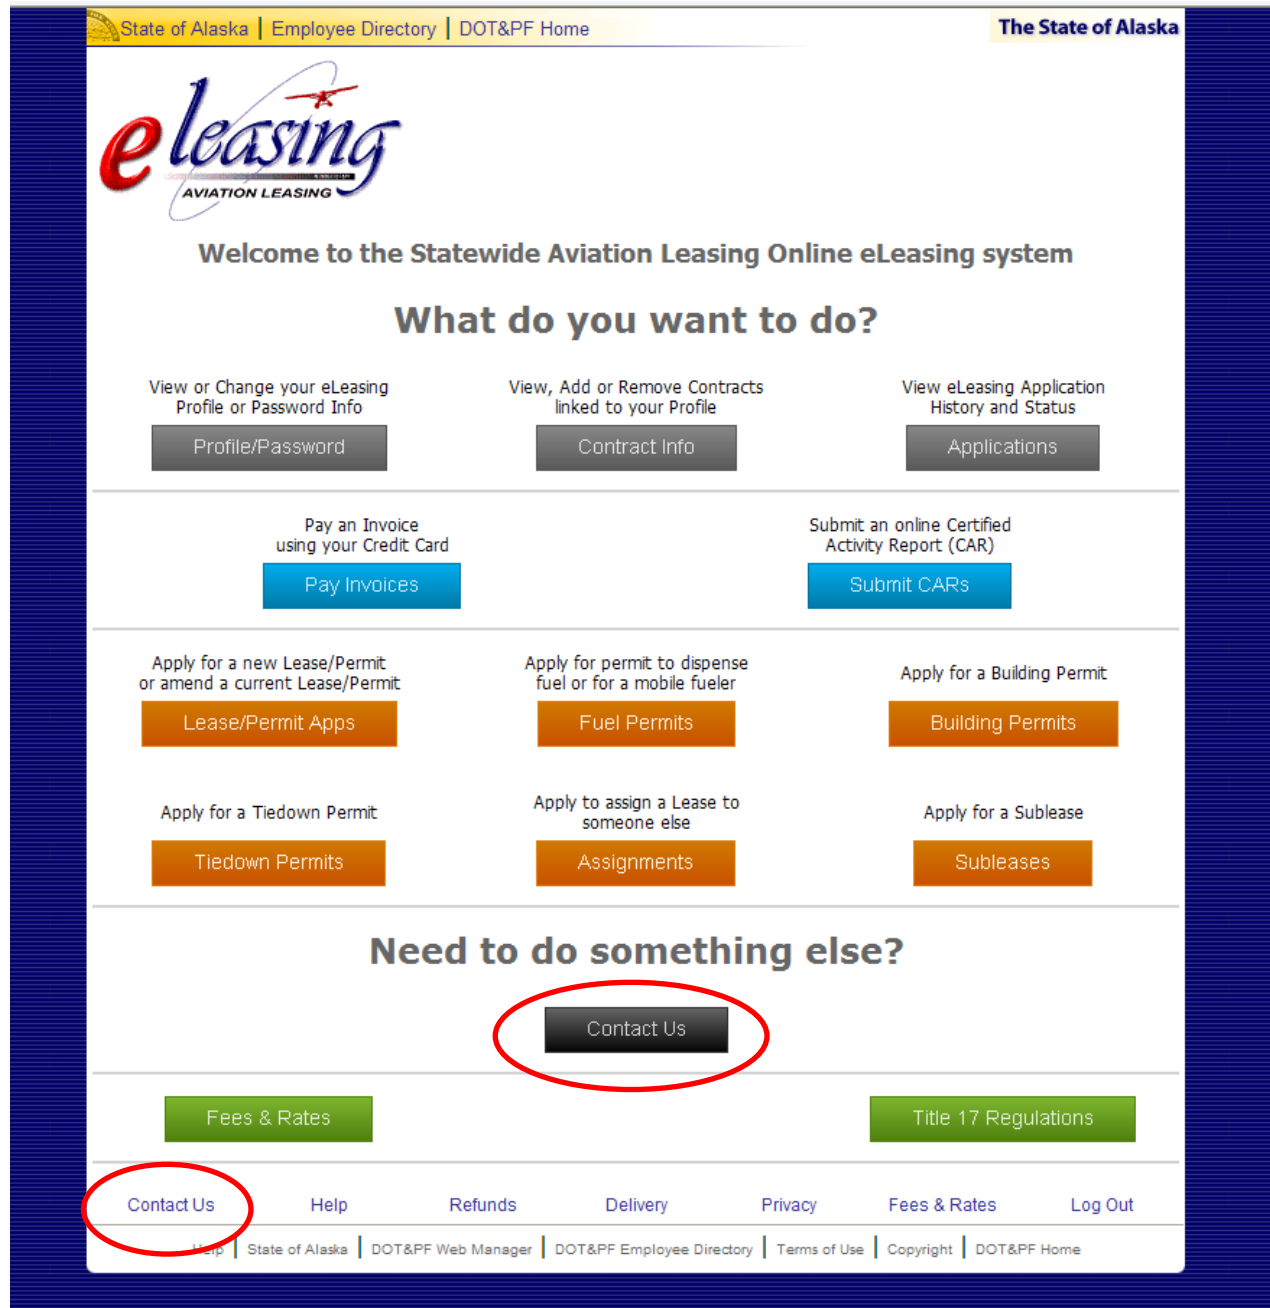 State of Alaska | Employee Directory | DOT&PF Home
The State of Alaska
eleasing
AVIATION LEASING
Welcome to the Statewide Aviation Leasing Online eLeasing system
What do you want to do?
View or Change your eLeasing
Profile or Password Info
Profile/Password
View, Add or Remove Contracts
linked to your Profile
Contract Info
View eLeasing Application
History and Status
Applications
Pay an Invoice
using your Credit Card
Pay Invoices
Submit an online Certified
Activity Report (CAR)
Submit CARs
Apply for a new Lease/Permit
or amend a current Lease/Permit
Lease/Permit Apps
Apply for permit to dispense
fuel or for a mobile fueler
Fuel Permits
Apply for a Building Permit
Building Permits
Apply for a Tiedown Permit
Tiedown Permits
Apply to assign a Lease to
someone else
Assignments
Apply for a Sublease
Subleases
Need to do something else?
Contact Us
Fees & Rates
Title 17 Regulations
Contact Us Help Refunds Delivery Privacy Fees & Rates Log Out
Help | State of Alaska | DOT&PF Web Manager | DOT&PF Employee Directory | Terms of Use | Copyright | DOT&PF Home